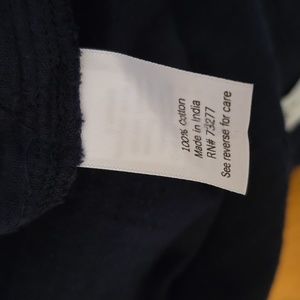 100% Cotton
Made in India
RN# 73277
See reverse for care